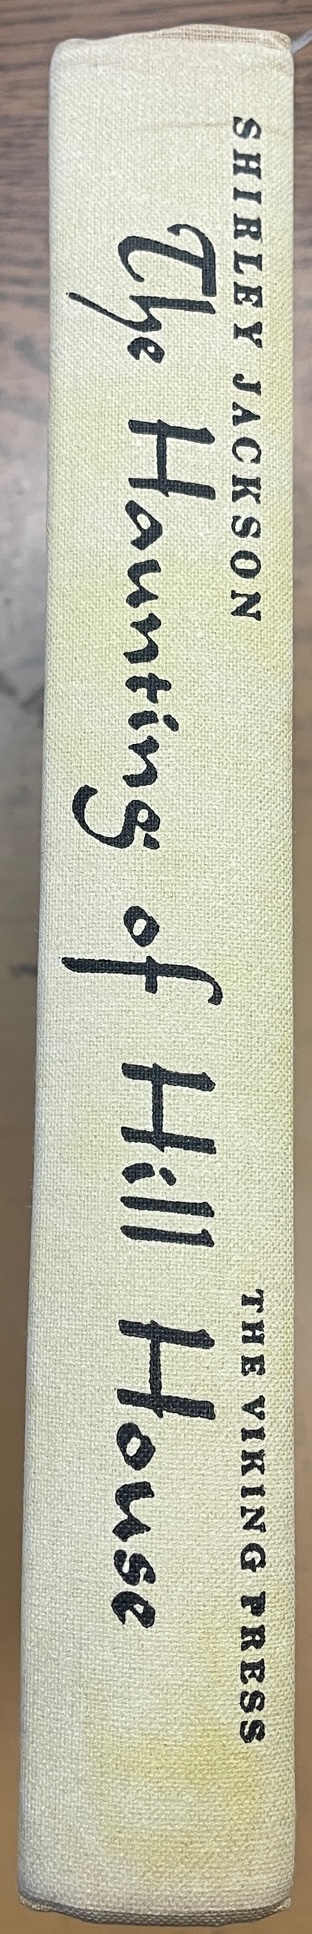 SHIRLEY JACKSON
The Haunting of Hill House
THE VIKING PRESS